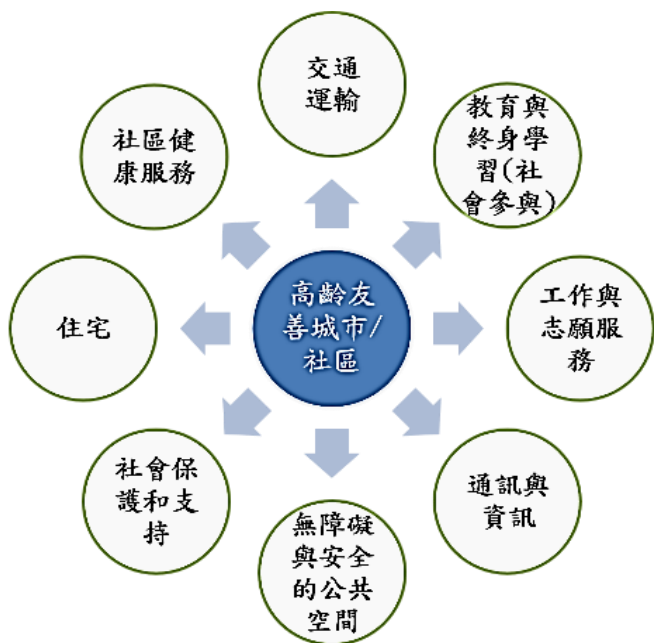 交通
運輸
教育與
終身學
習(社
會參與)
工作與
志願服
務
通訊與
資訊
無障礙
與安全
的公共
空間
社會保
護和支
持
住宅
社區健
康服務
高齡友
善城市/
社區